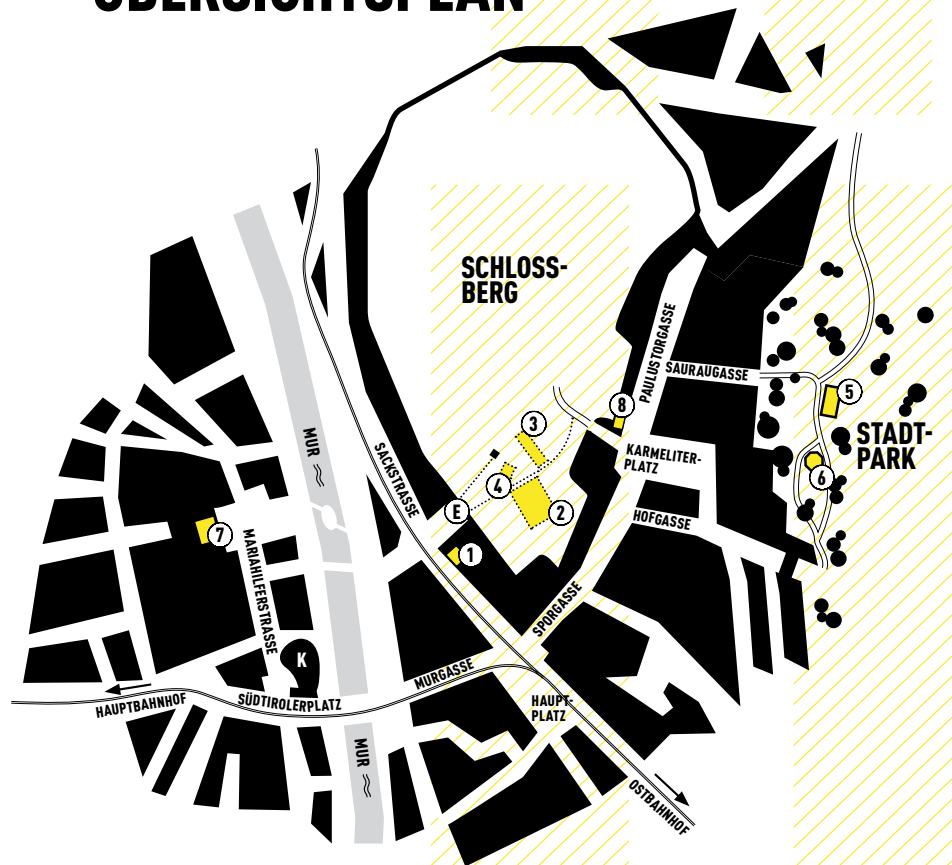 ÜBERSICHTSPLAN
SCHLOSS-
BERG
PAULUSTORGASSE
SAURAUGASSE
8
5
3
STADT-
PARK
MUR
SACKSTRASSE
KARMELITER-
PLATZ
4
6
E
2
HOFGASSE
7
1
MARIAHILFERSTRASSE
SPORGASSE
K
MURGASSE
HAUPTBAHNHOF
SÜDTIROLERPLATZ
HAUPT-
PLATZ
MUR
OSTBAHNHOF